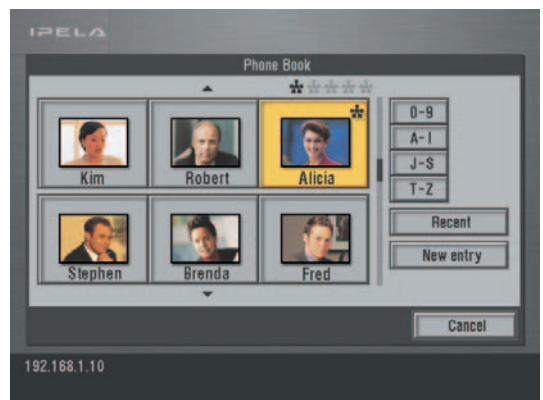 IPELA
Phone Book
Kim
Robert
Alicia
0-9
A-I
J-S
T-Z
Stephen
Brenda
Fred
Recent
New entry
Cancel
192.168.1.10